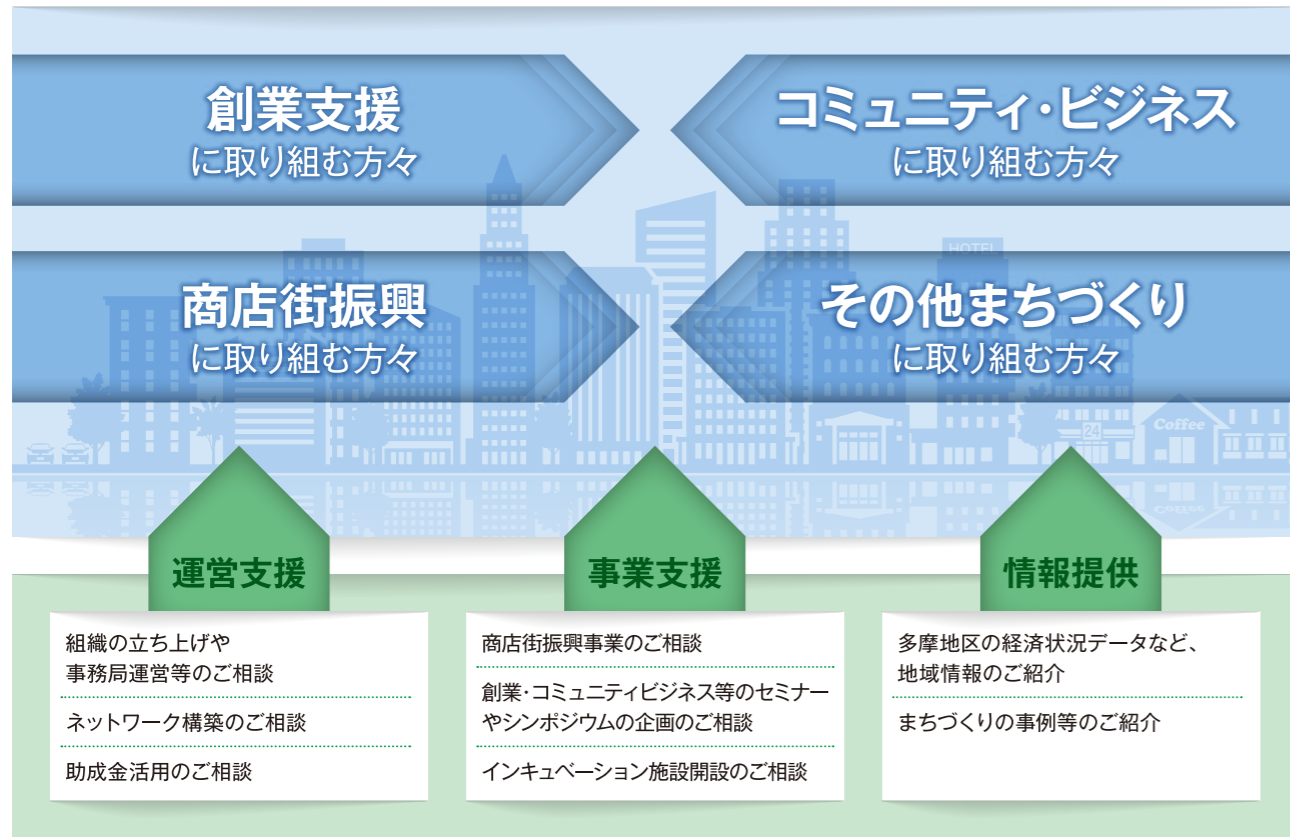 創業支援
に取り組む方々
コミュニティ・ビジネス
に取り組む方々
商店街振興
に取り組む方々
その他まちづくり
に取り組む方々
HOTEL
24
Coffee
運営支援
組織の立ち上げや
事務局運営等のご相談
ネットワーク構築のご相談
助成金活用のご相談
事業支援
商店街振興事業のご相談
創業・コミュニティビジネス等のセミナー
やシンポジウムの企画のご相談
インキュベーション施設開設のご相談
情報提供
多摩地区の経済状況データなど、
地域情報のご紹介
まちづくりの事例等のご紹介